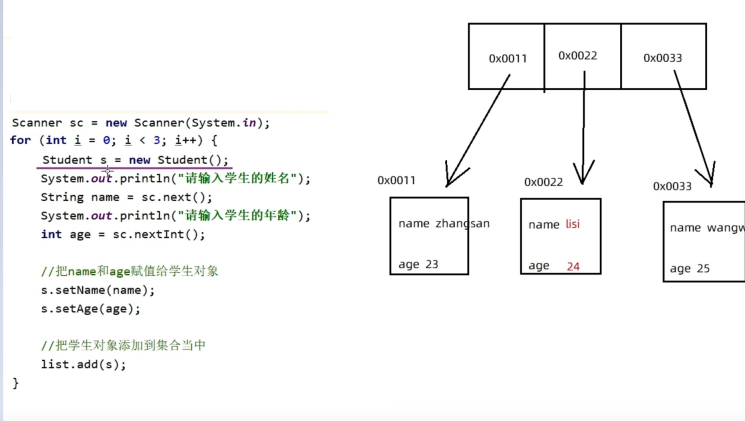 Scanner sc = new Scanner(System.in);
for (int i = 0; i < 3; i++) {
Student s = new Student();
System.out.println("请输入学生的姓名");
String name = sc.next();
System.out.println("请输入学生的年龄");
int age = sc.nextInt();
//把name和age赋值给学生对象
s.setName(name);
s.setAge(age);
//把学生对象添加到集合当中
list.add(s);
}
0x0011 0x0022 0x0033
0x0011 0x0022 0x0033
name zhangsan name lisi name wangw
age 23 age 24 age 25